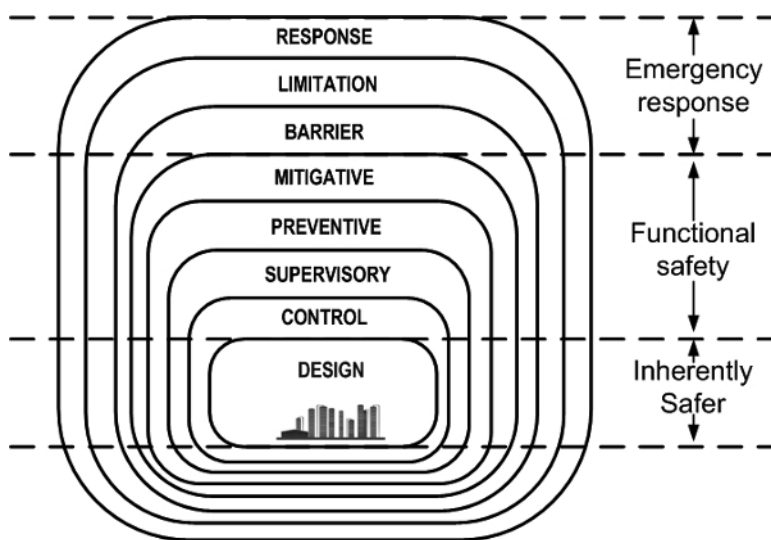 RESPONSE
LIMITATION
BARRIER
MITIGATIVE
PREVENTIVE
SUPERVISORY
CONTROL
DESIGN
Emergency
response
Functional
safety
Inherently
Safer